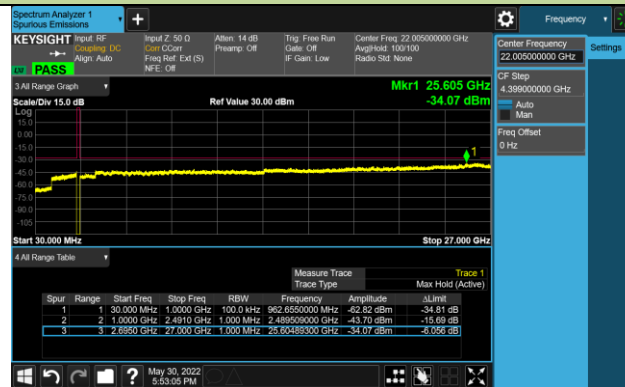 Spectrum Analyzer 1
Spurious Emissions
Frequency
KEYSIGHT Input: RF Input Z: 50 Ω Atten: 14 dB Trig: Free Run Center Freq: 22.005000000 GHz
Coupling: DC Corr CCorr Preamp: Off Gate: Off Avg|Hold: 100/100
Align: Auto Freq Ref: Ext (S) IF Gain: Low Radio Std: None
NFE: Off
PASS
Center Frequency
22.005000000 GHz
Settings
CF Step
4.399000000 GHz
Auto
Man
Freq Offset
0 Hz
3 All Range Graph
Mkr1 25.605 GHz
Scale/Div 15.0 dB Ref Value 30.00 dBm -34.07 dBm
Log
15.0
0.00
-15.0
-30.0
-45.0
-60.0
-75.0
-90.0
-105
1
Start 30.000 MHz Stop 27.000 GHz
4 All Range Table
Measure Trace Trace 1
Trace Type Max Hold (Active)
Spur Range Start Freq Stop Freq RBW Frequency Amplitude ΔLimit
1 1 30.000 MHz 1.0000 GHz 100.0 kHz 962.6550000 MHz -62.82 dBm -34.81 dB
2 2 1.0000 GHz 2.4910 GHz 1.000 MHz 2.489509000 GHz -43.70 dBm -15.69 dB
3 3 2.6950 GHz 27.000 GHz 1.000 MHz 25.60489300 GHz -34.07 dBm -6.056 dB
May 30, 2022
5:53:05 PM